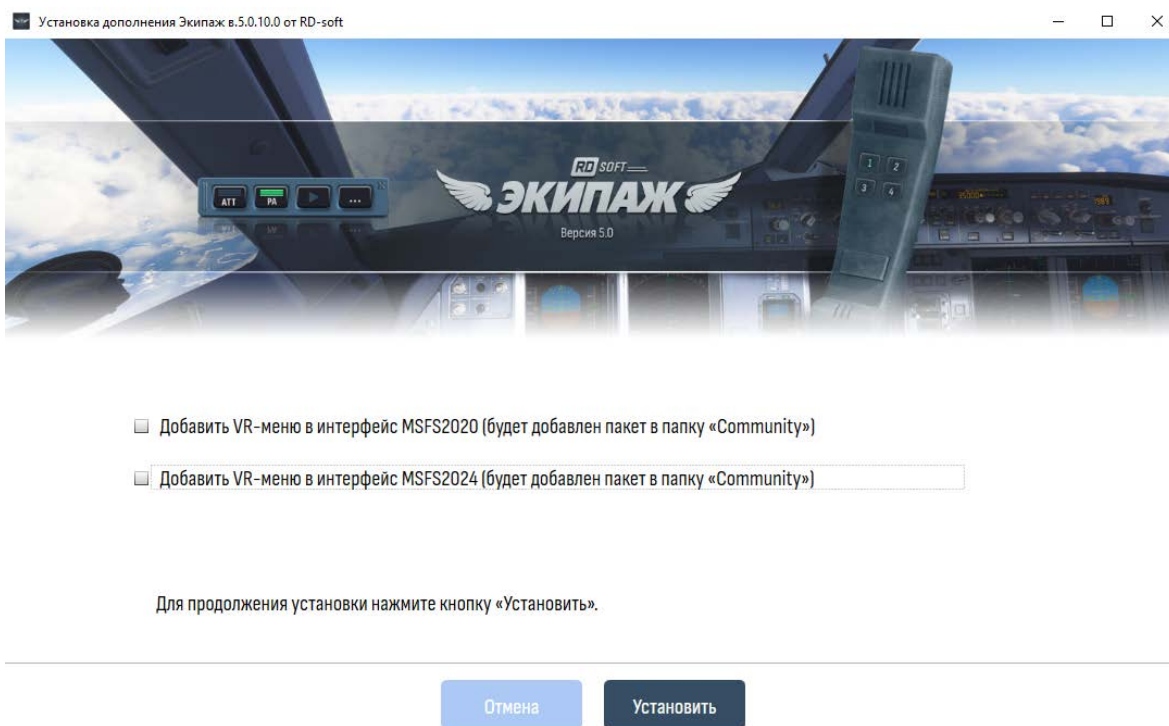 Установка дополнения Экипаж в.5.0.10.0 от RD-soft
RD SOFT
ЭКИПАЖ
Версия 5.0
ATT
PA
...
1 2
3 4
Добавить VR-меню в интерфейс MSFS2020 (будет добавлен пакет в папку «Community»)
Добавить VR-меню в интерфейс MSFS2024 (будет добавлен пакет в папку «Community»)
Для продолжения установки нажмите кнопку «Установить».
Отмена
Установить